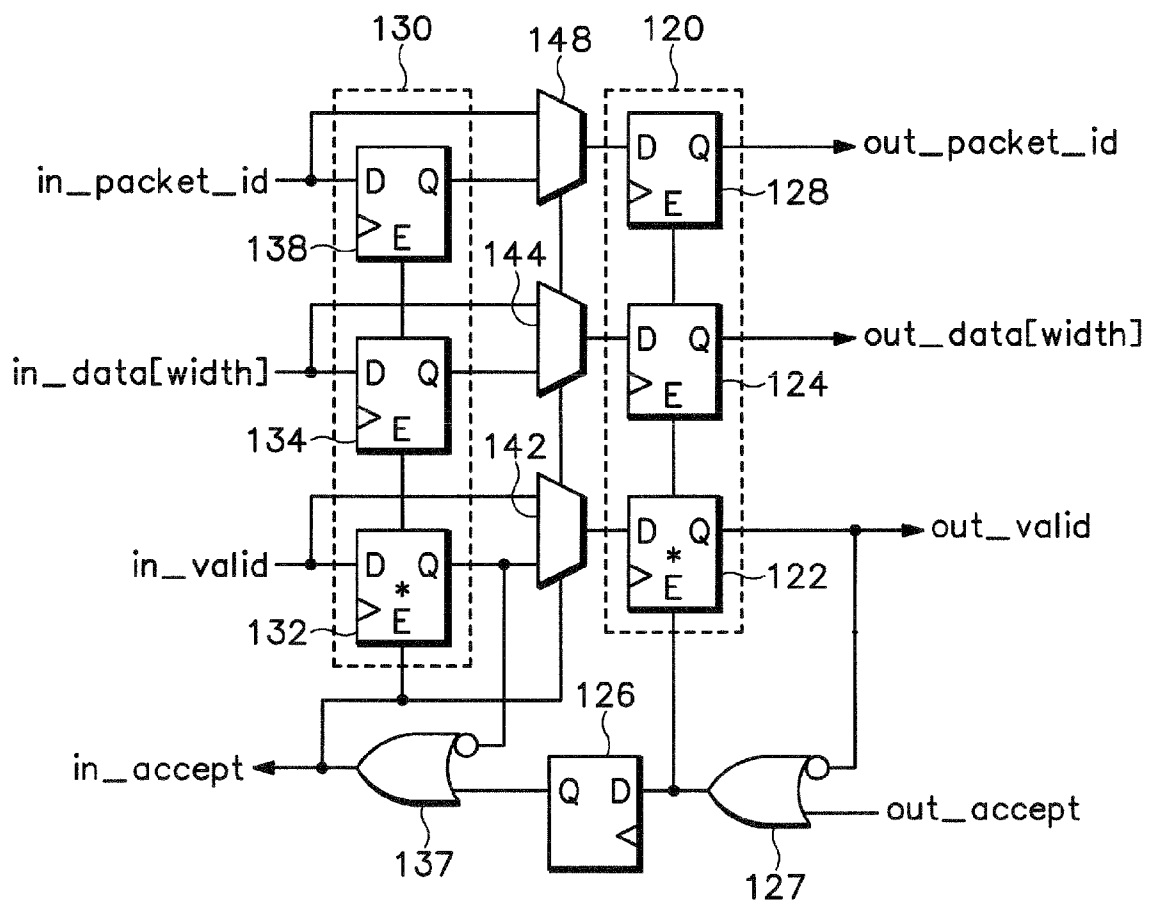 130
148
120
in_packet_id
D Q
E
138
D Q
E
128
out_packet_id
144
in_data[width]
D Q
E
134
D Q
E
124
out_data[width]
142
in_valid
D Q
*
E
132
D Q
*
E
122
out_valid
126
in_accept
137
Q D
127
out_accept